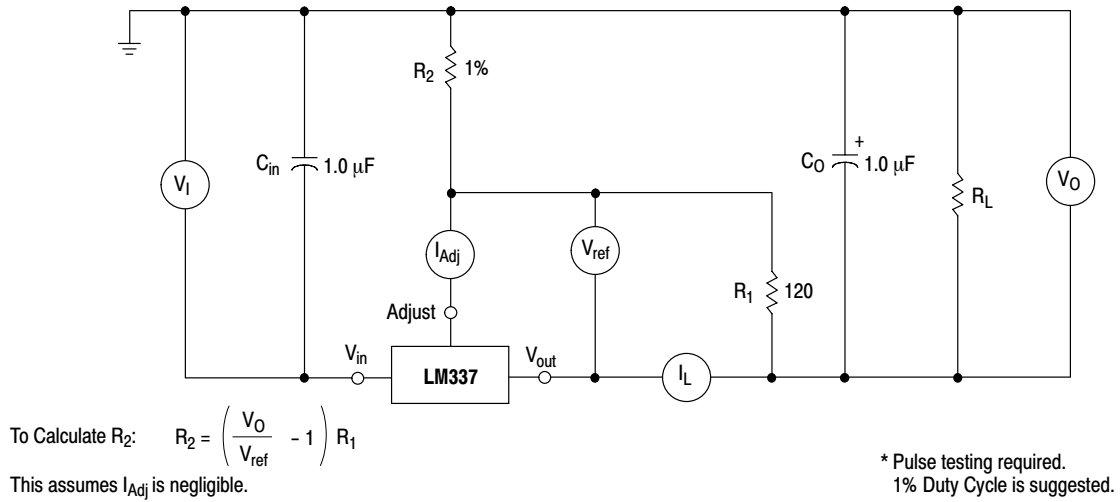 R2 1%
Cin 1.0 μF
CO + 1.0 μF
VI
RL
VO
IAdj
Vref
R1 120
Adjust
Vin
LM337
Vout
IL
To Calculate R2: R2 = ( VO / Vref - 1 ) R1
This assumes IAdj is negligible.
* Pulse testing required.
1% Duty Cycle is suggested.